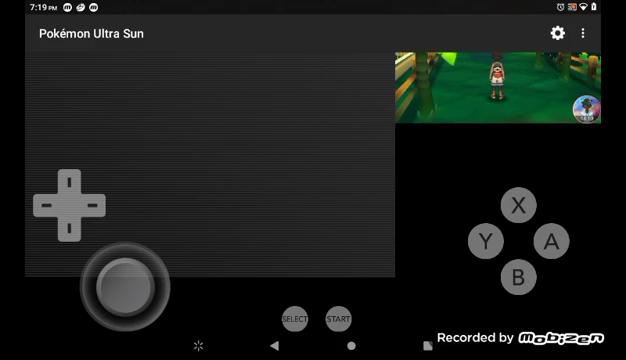 7:19 PM
Pokémon Ultra Sun
X
Y
A
B
SELECT
START
Recorded by Mobizen